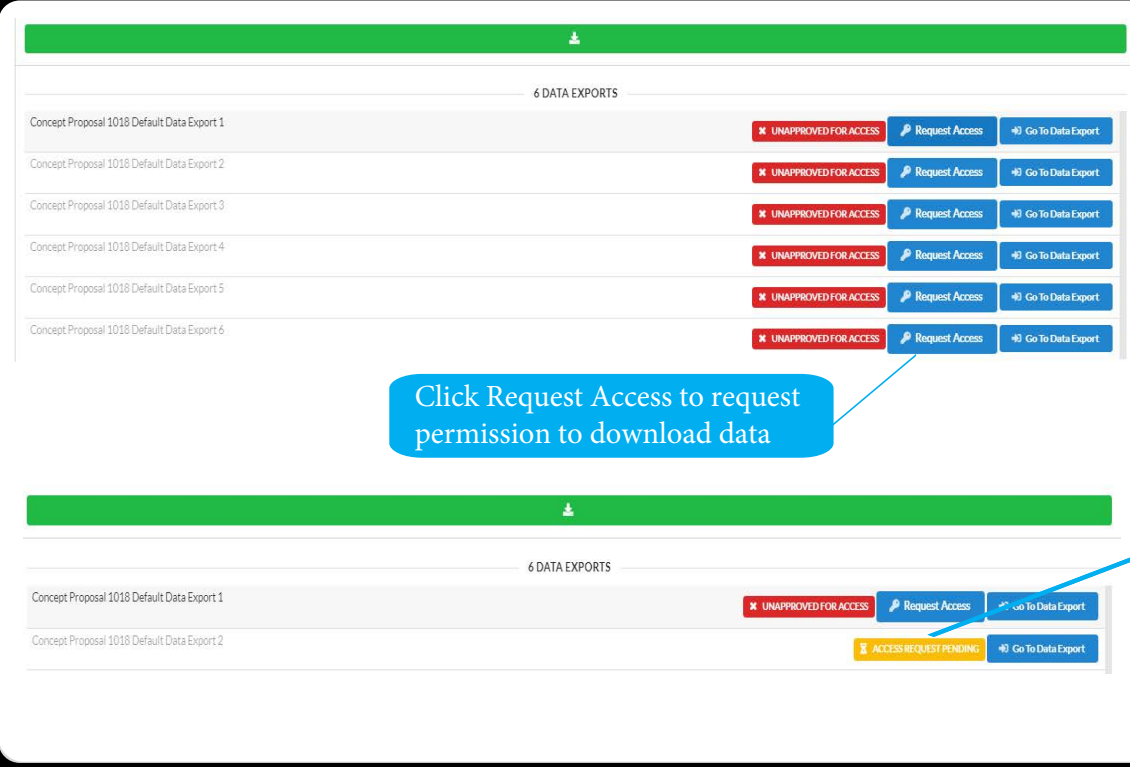 6 DATA EXPORTS
Concept Proposal 1018 Default Data Export 1
UNAPPROVED FOR ACCESS Request Access Go To Data Export
Concept Proposal 1018 Default Data Export 2
UNAPPROVED FOR ACCESS Request Access Go To Data Export
Concept Proposal 1018 Default Data Export 3
UNAPPROVED FOR ACCESS Request Access Go To Data Export
Concept Proposal 1018 Default Data Export 4
UNAPPROVED FOR ACCESS Request Access Go To Data Export
Concept Proposal 1018 Default Data Export 5
UNAPPROVED FOR ACCESS Request Access Go To Data Export
Concept Proposal 1018 Default Data Export 6
UNAPPROVED FOR ACCESS Request Access Go To Data Export
Click Request Access to request
permission to download data
6 DATA EXPORTS
Concept Proposal 1018 Default Data Export 1
UNAPPROVED FOR ACCESS Request Access Go To Data Export
Concept Proposal 1018 Default Data Export 2
ACCESS REQUEST PENDING Go To Data Export